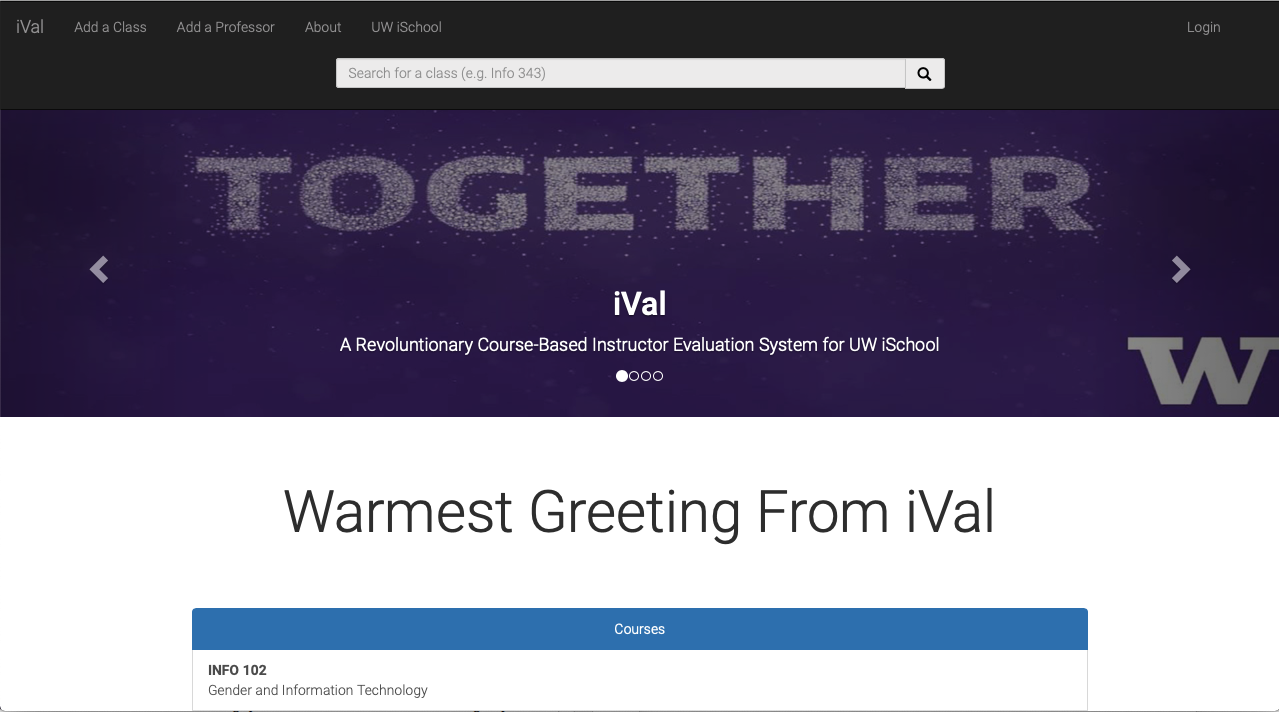 iVal Add a Class Add a Professor About UW iSchool Login
Search for a class (e.g. Info 343)
TOGETHER
iVal
A Revoluntionary Course-Based Instructor Evaluation System for UW iSchool
W
Warmest Greeting From iVal
Courses
INFO 102
Gender and Information Technology